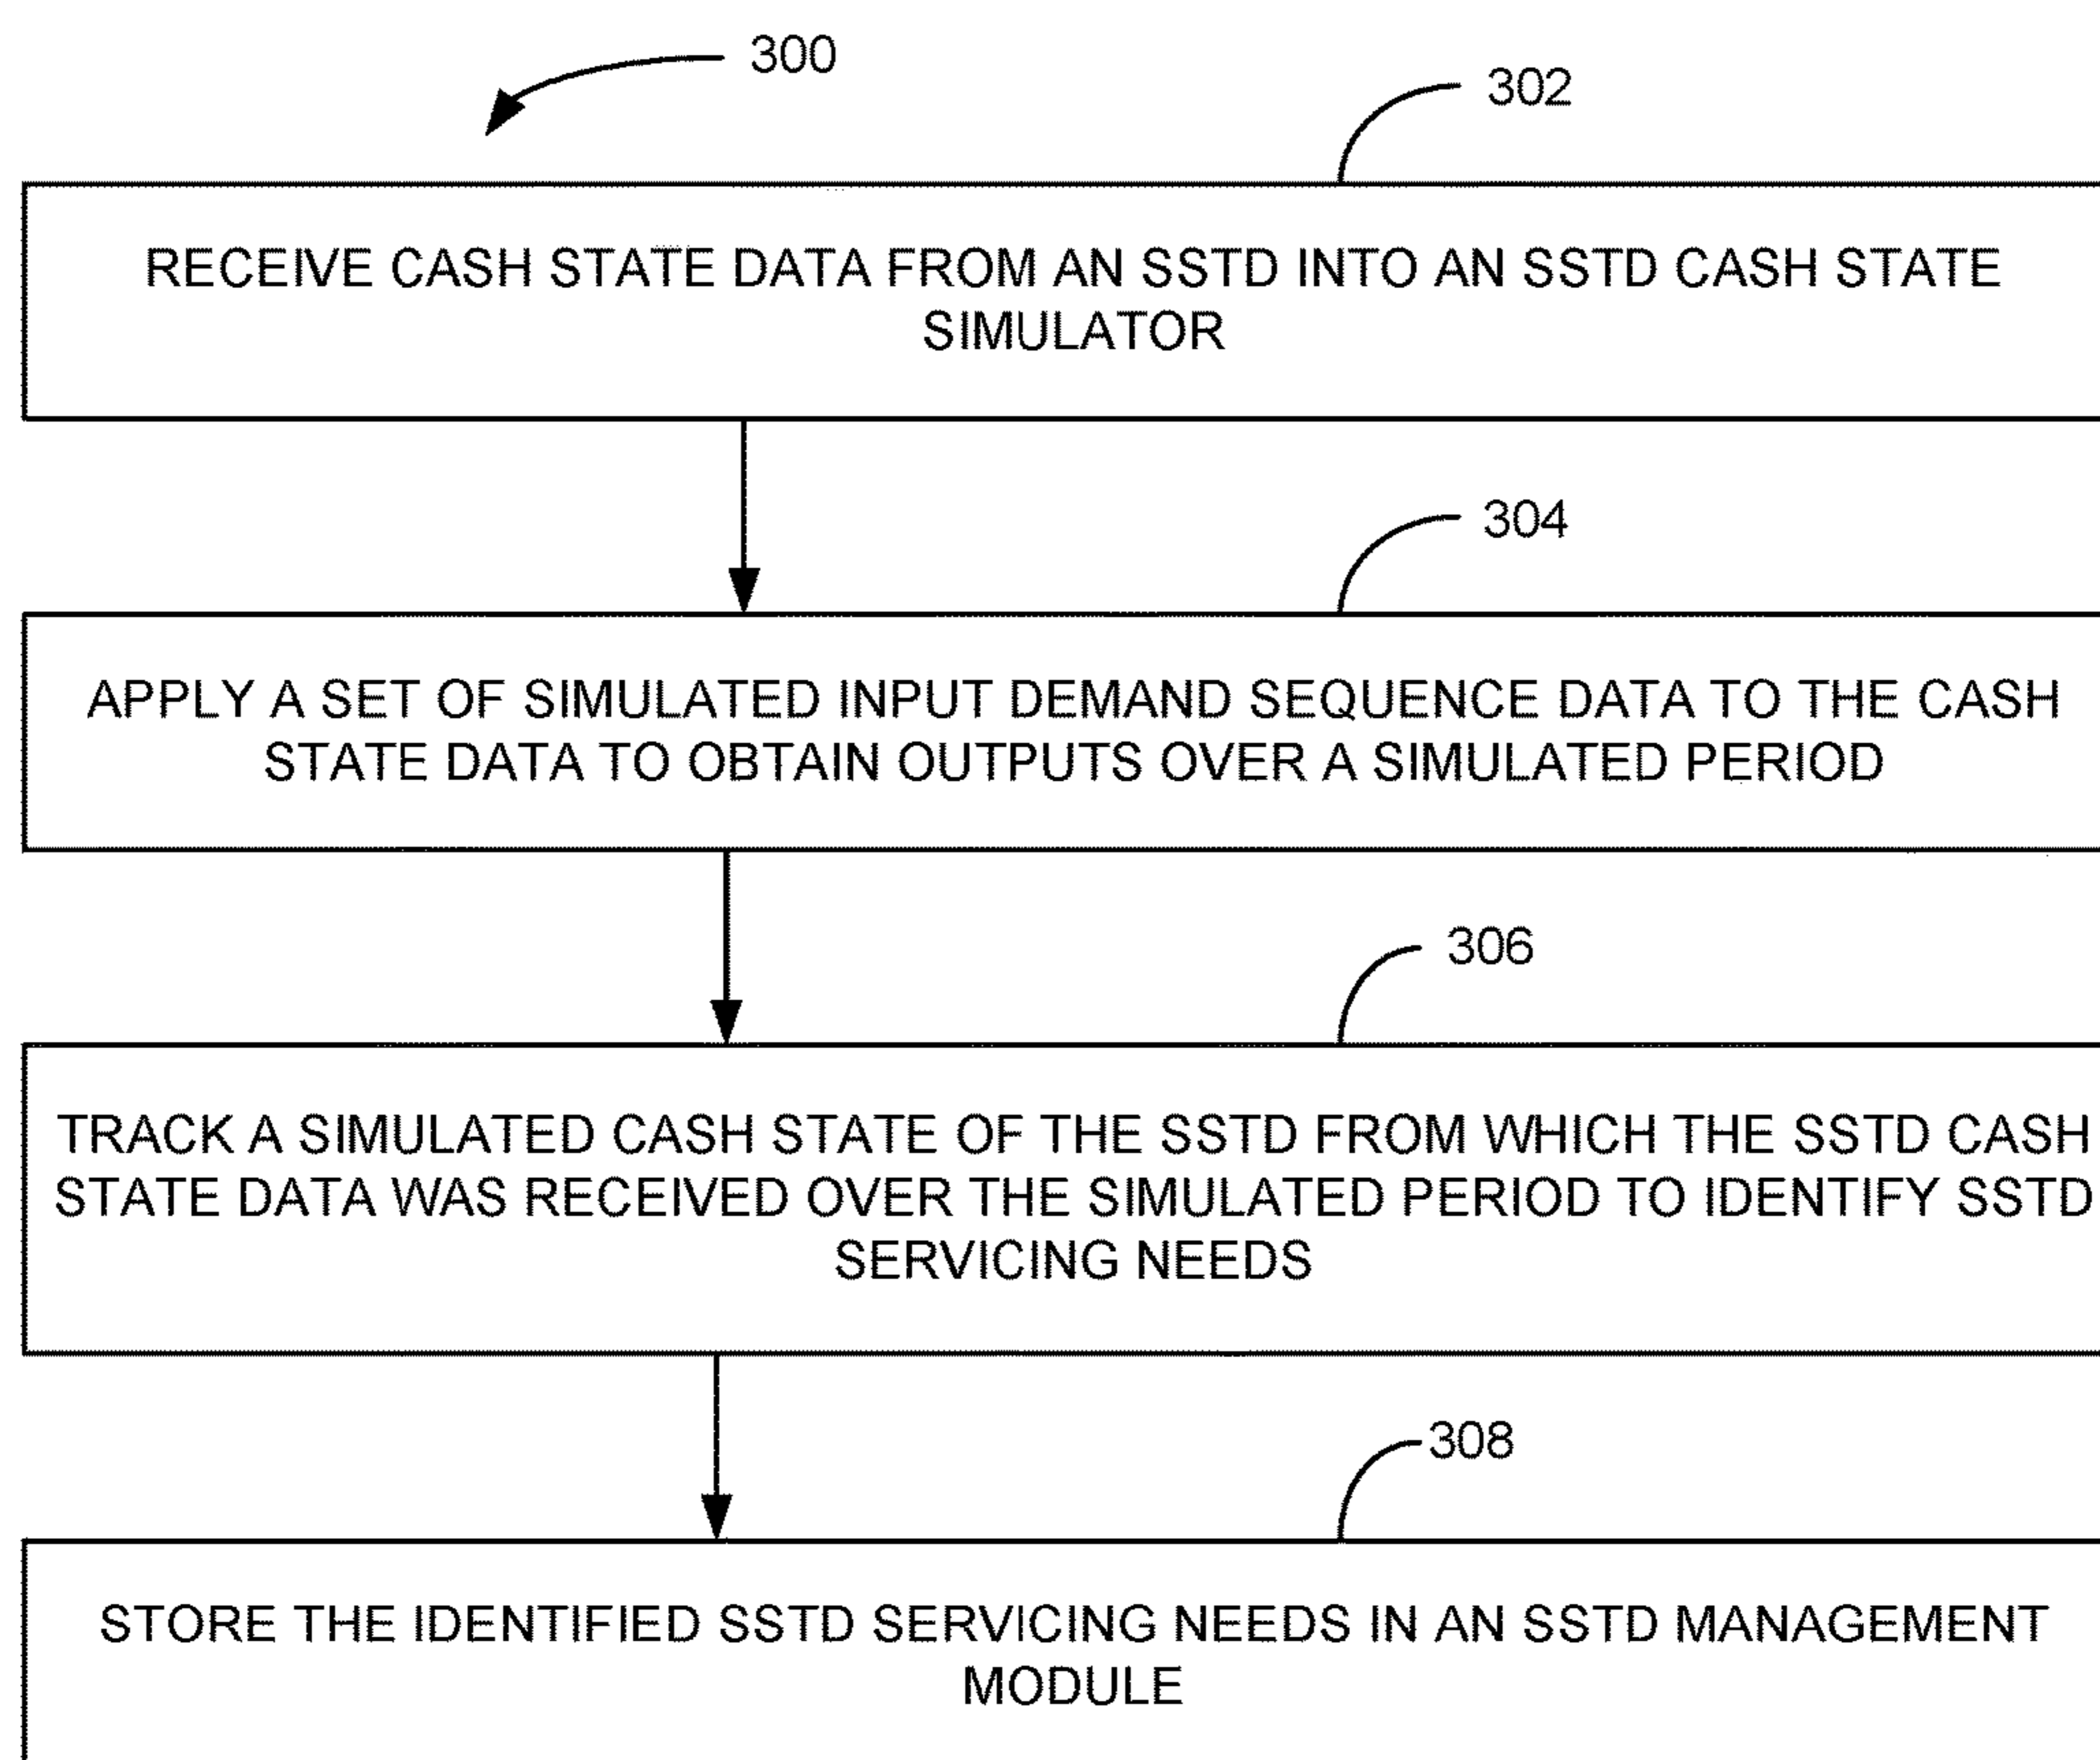 300
302
RECEIVE CASH STATE DATA FROM AN SSTD INTO AN SSTD CASH STATE
SIMULATOR
304
APPLY A SET OF SIMULATED INPUT DEMAND SEQUENCE DATA TO THE CASH
STATE DATA TO OBTAIN OUTPUTS OVER A SIMULATED PERIOD
306
TRACK A SIMULATED CASH STATE OF THE SSTD FROM WHICH THE SSTD CASH
STATE DATA WAS RECEIVED OVER THE SIMULATED PERIOD TO IDENTIFY SSTD
SERVICING NEEDS
308
STORE THE IDENTIFIED SSTD SERVICING NEEDS IN AN SSTD MANAGEMENT
MODULE